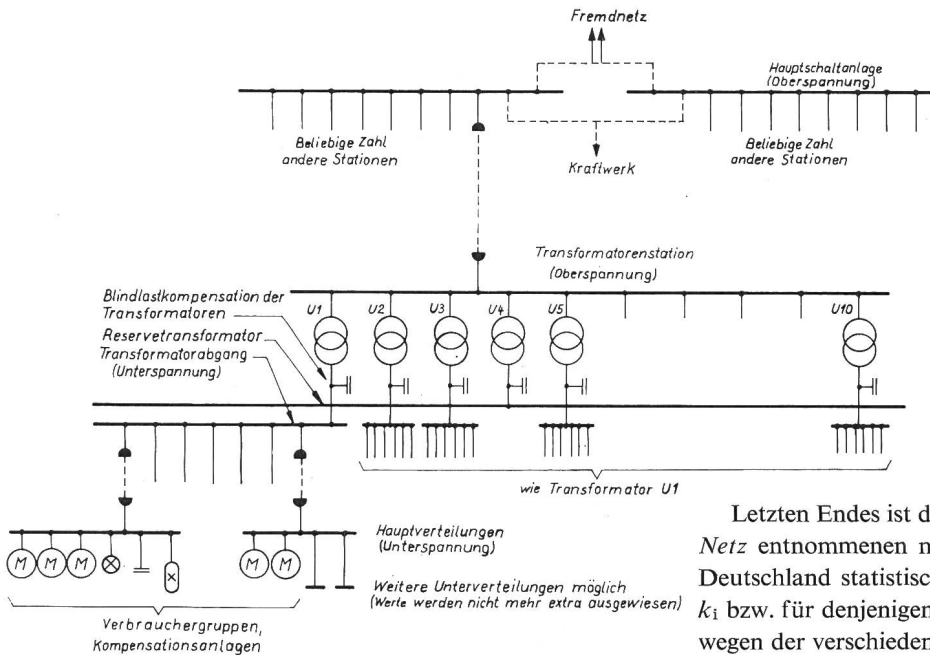 Fremdnetz
Hauptschaltanlage
(Oberspannung)
Beliebige Zahl
andere Stationen
Kraftwerk
Beliebige Zahl
andere Stationen
Transformatorenstation
(Oberspannung)
Blindlastkompensation der
Transformatoren
Reservetransformator
Transformatorabgang
(Unterspannung)
U1
U2
U3
U4
U5
U10
wie Transformator U1
M
M
M
M
M
Hauptverteilungen
(Unterspannung)
Weitere Unterverteilungen möglich
(Werte werden nicht mehr extra ausgewiesen)
Verbrauchergruppen,
Kompensationsanlagen
Letzten Endes ist d
Netz entnommenen n
Deutschland statistisc
ki bzw. für denjenigen
wegen der verschieden